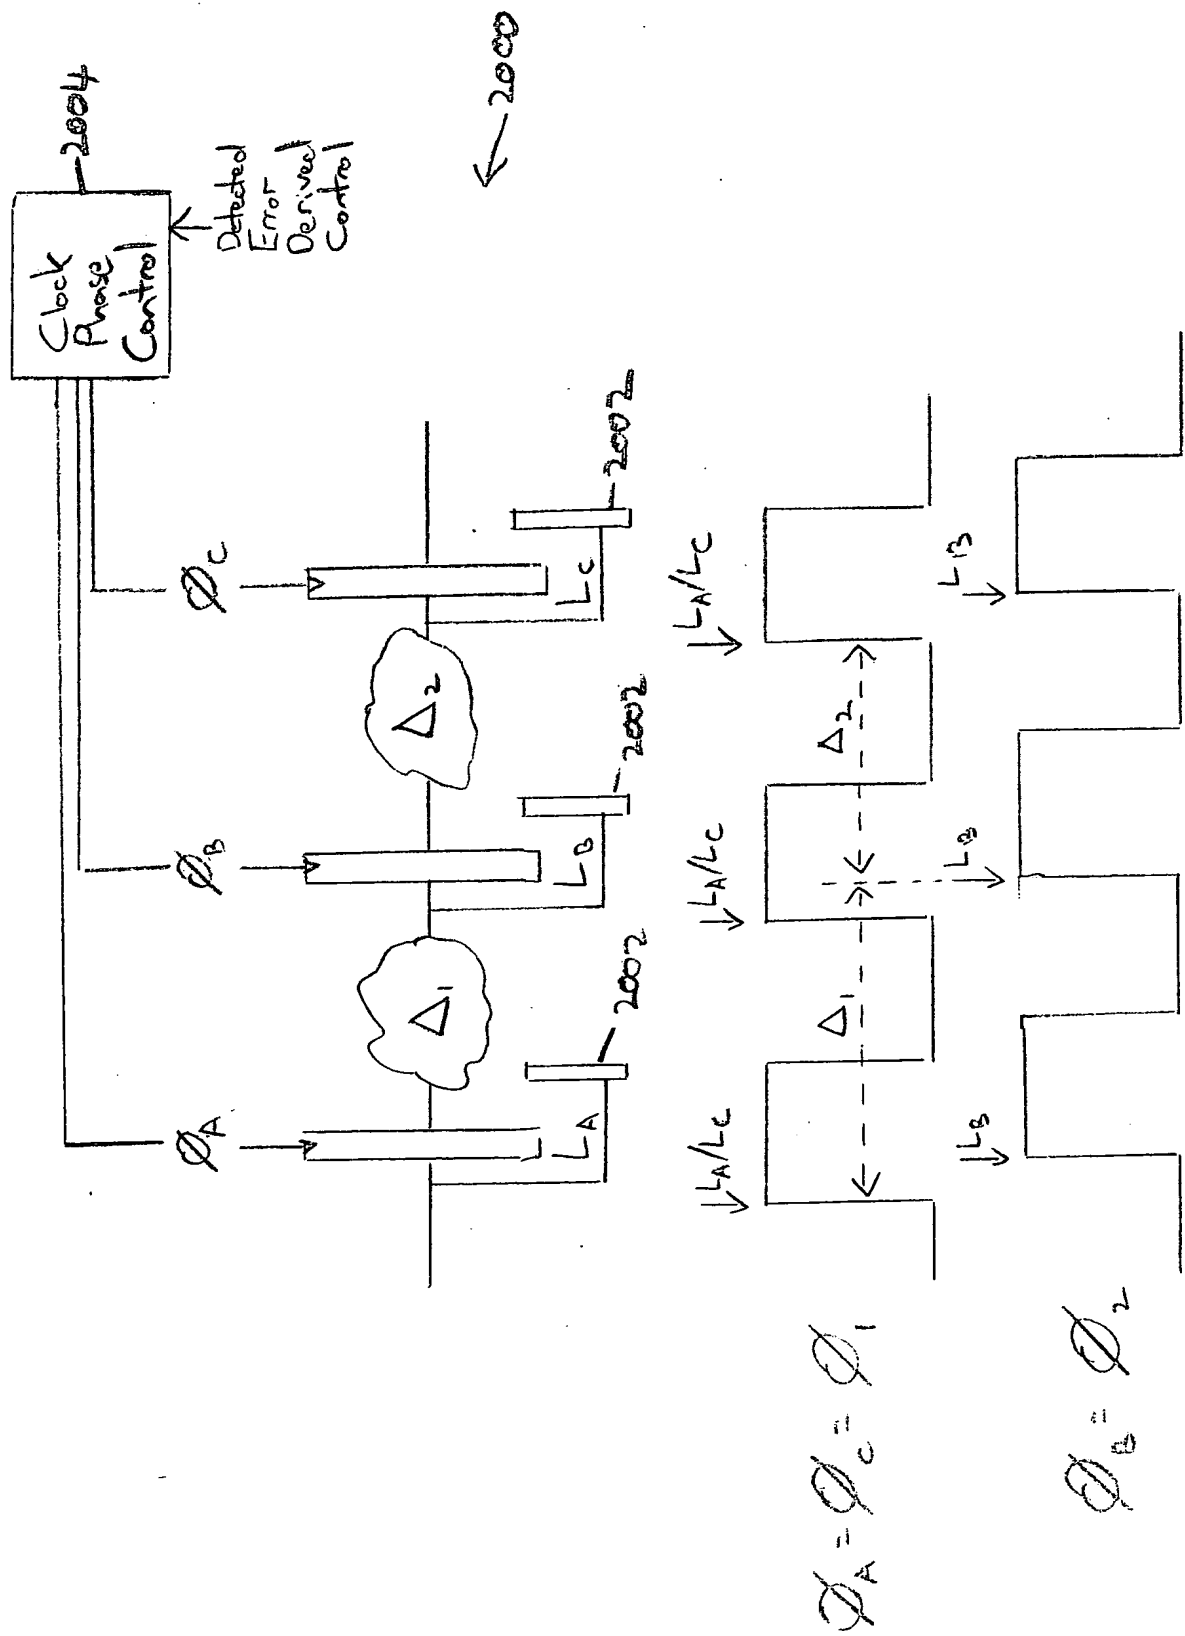 Clock
Phase
Control
2004
Detected
Error
Derived
Control
2000
ØA
ØB
ØC
Δ1
Δ2
LA
LB
LC
2002
2002
2002
LA/LC
LA/LC
LA/LC
Δ1
Δ2
ØA = ØC = Ø1
LB
LB
LB
ØB = Ø2